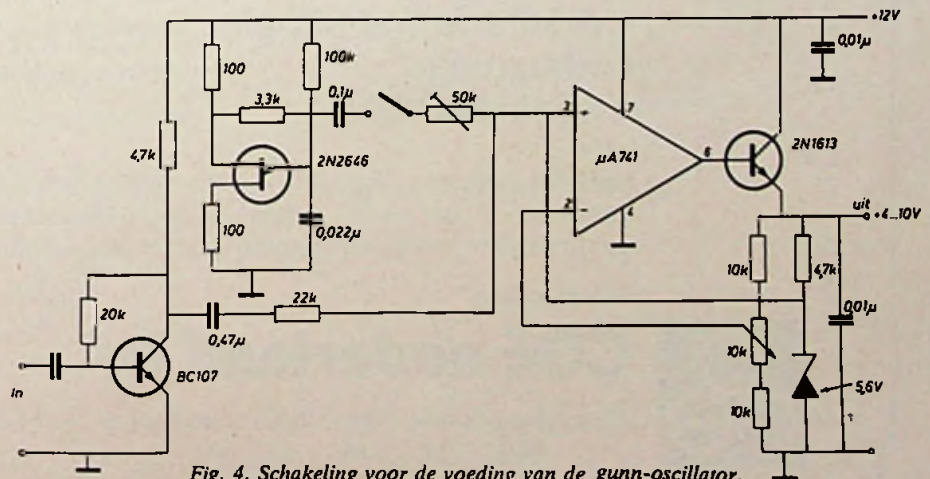 +12V
100
100k
0,01µ
0,1µ
50k
3,3k
3
+
7
2N1613
4,7k
2N2646
µA741
6
2
-
4
uit
+4...10V
100
0,022µ
10k
4,7k
22k
0,01µ
20k
0,47µ
10k
BC107
5,6V
In
10k
Fig. 4. Schakeling voor de voeding van de gunn-oscillator.